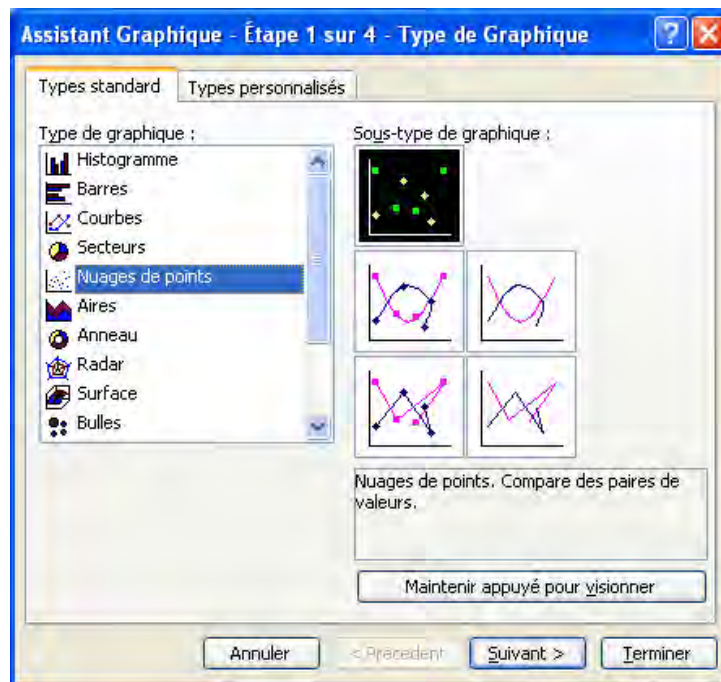 Assistant Graphique - Étape 1 sur 4 - Type de Graphique
Types standard
Types personnalisés
Type de graphique :
Histogramme
Barres
Courbes
Secteurs
Nuages de points
Aires
Anneau
Radar
Surface
Bulles
Sous-type de graphique :
Nuages de points. Compare des paires de
valeurs.
Maintenir appuyé pour visionner
Annuler
< Précédent
Suivant >
Terminer